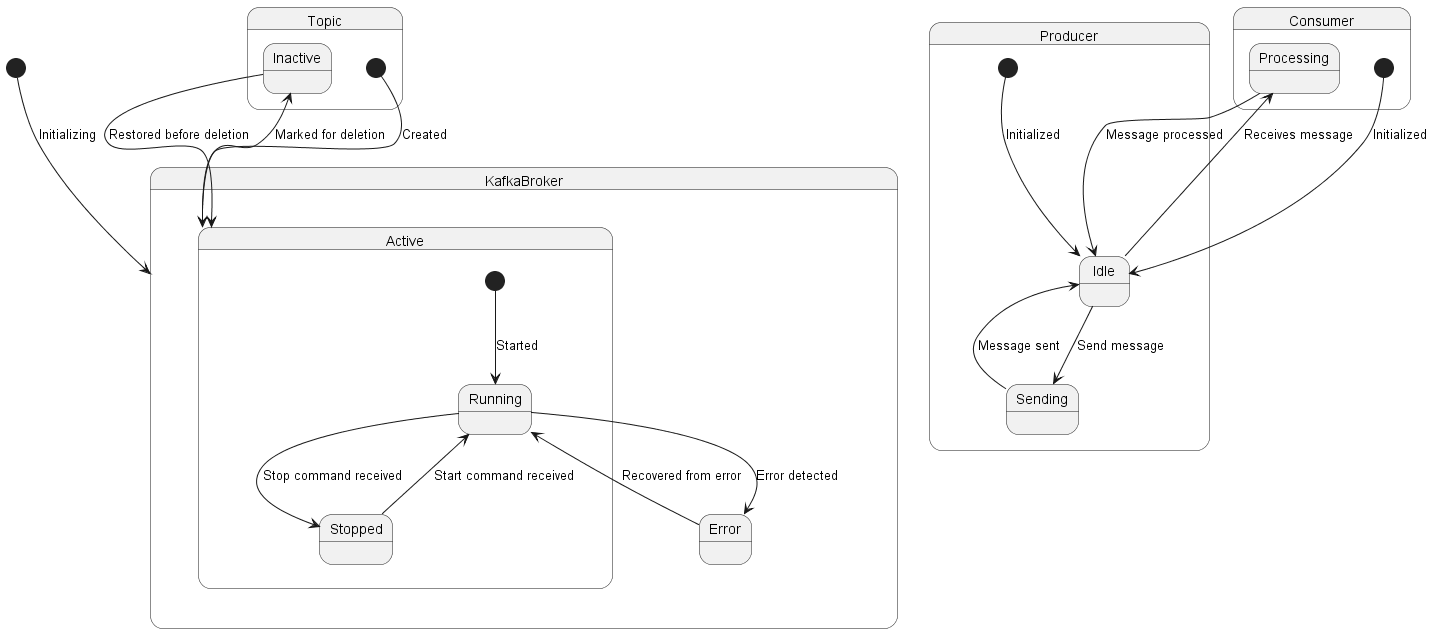 Topic
Consumer
Producer
Inactive
Processing
Initializing
Restored before deletion
Marked for deletion
Created
Initialized
Message processed
Receives message
Initialized
KafkaBroker
Active
Idle
Started
Message sent
Send message
Running
Sending
Stop command received
Start command received
Recovered from error
Error detected
Stopped
Error